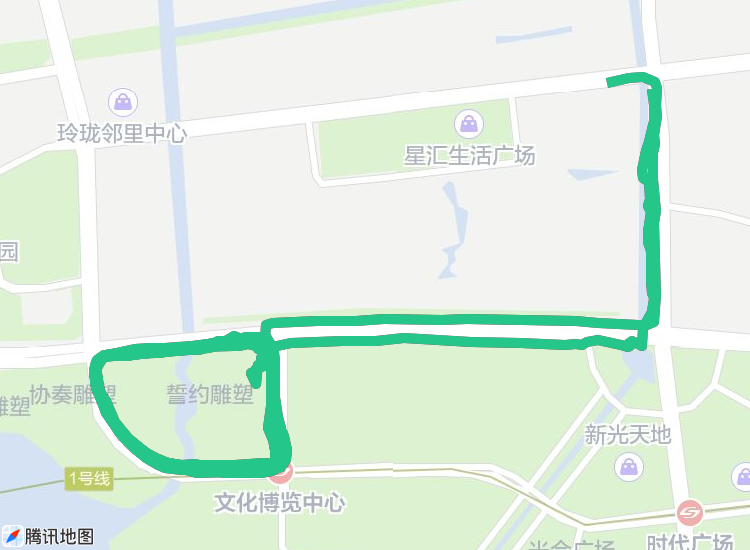 玲珑邻里中心
星汇生活广场
园
协奏雕塑
誓约雕塑
雕塑
新光天地
1号线
文化博览中心
时代广场
腾讯地图